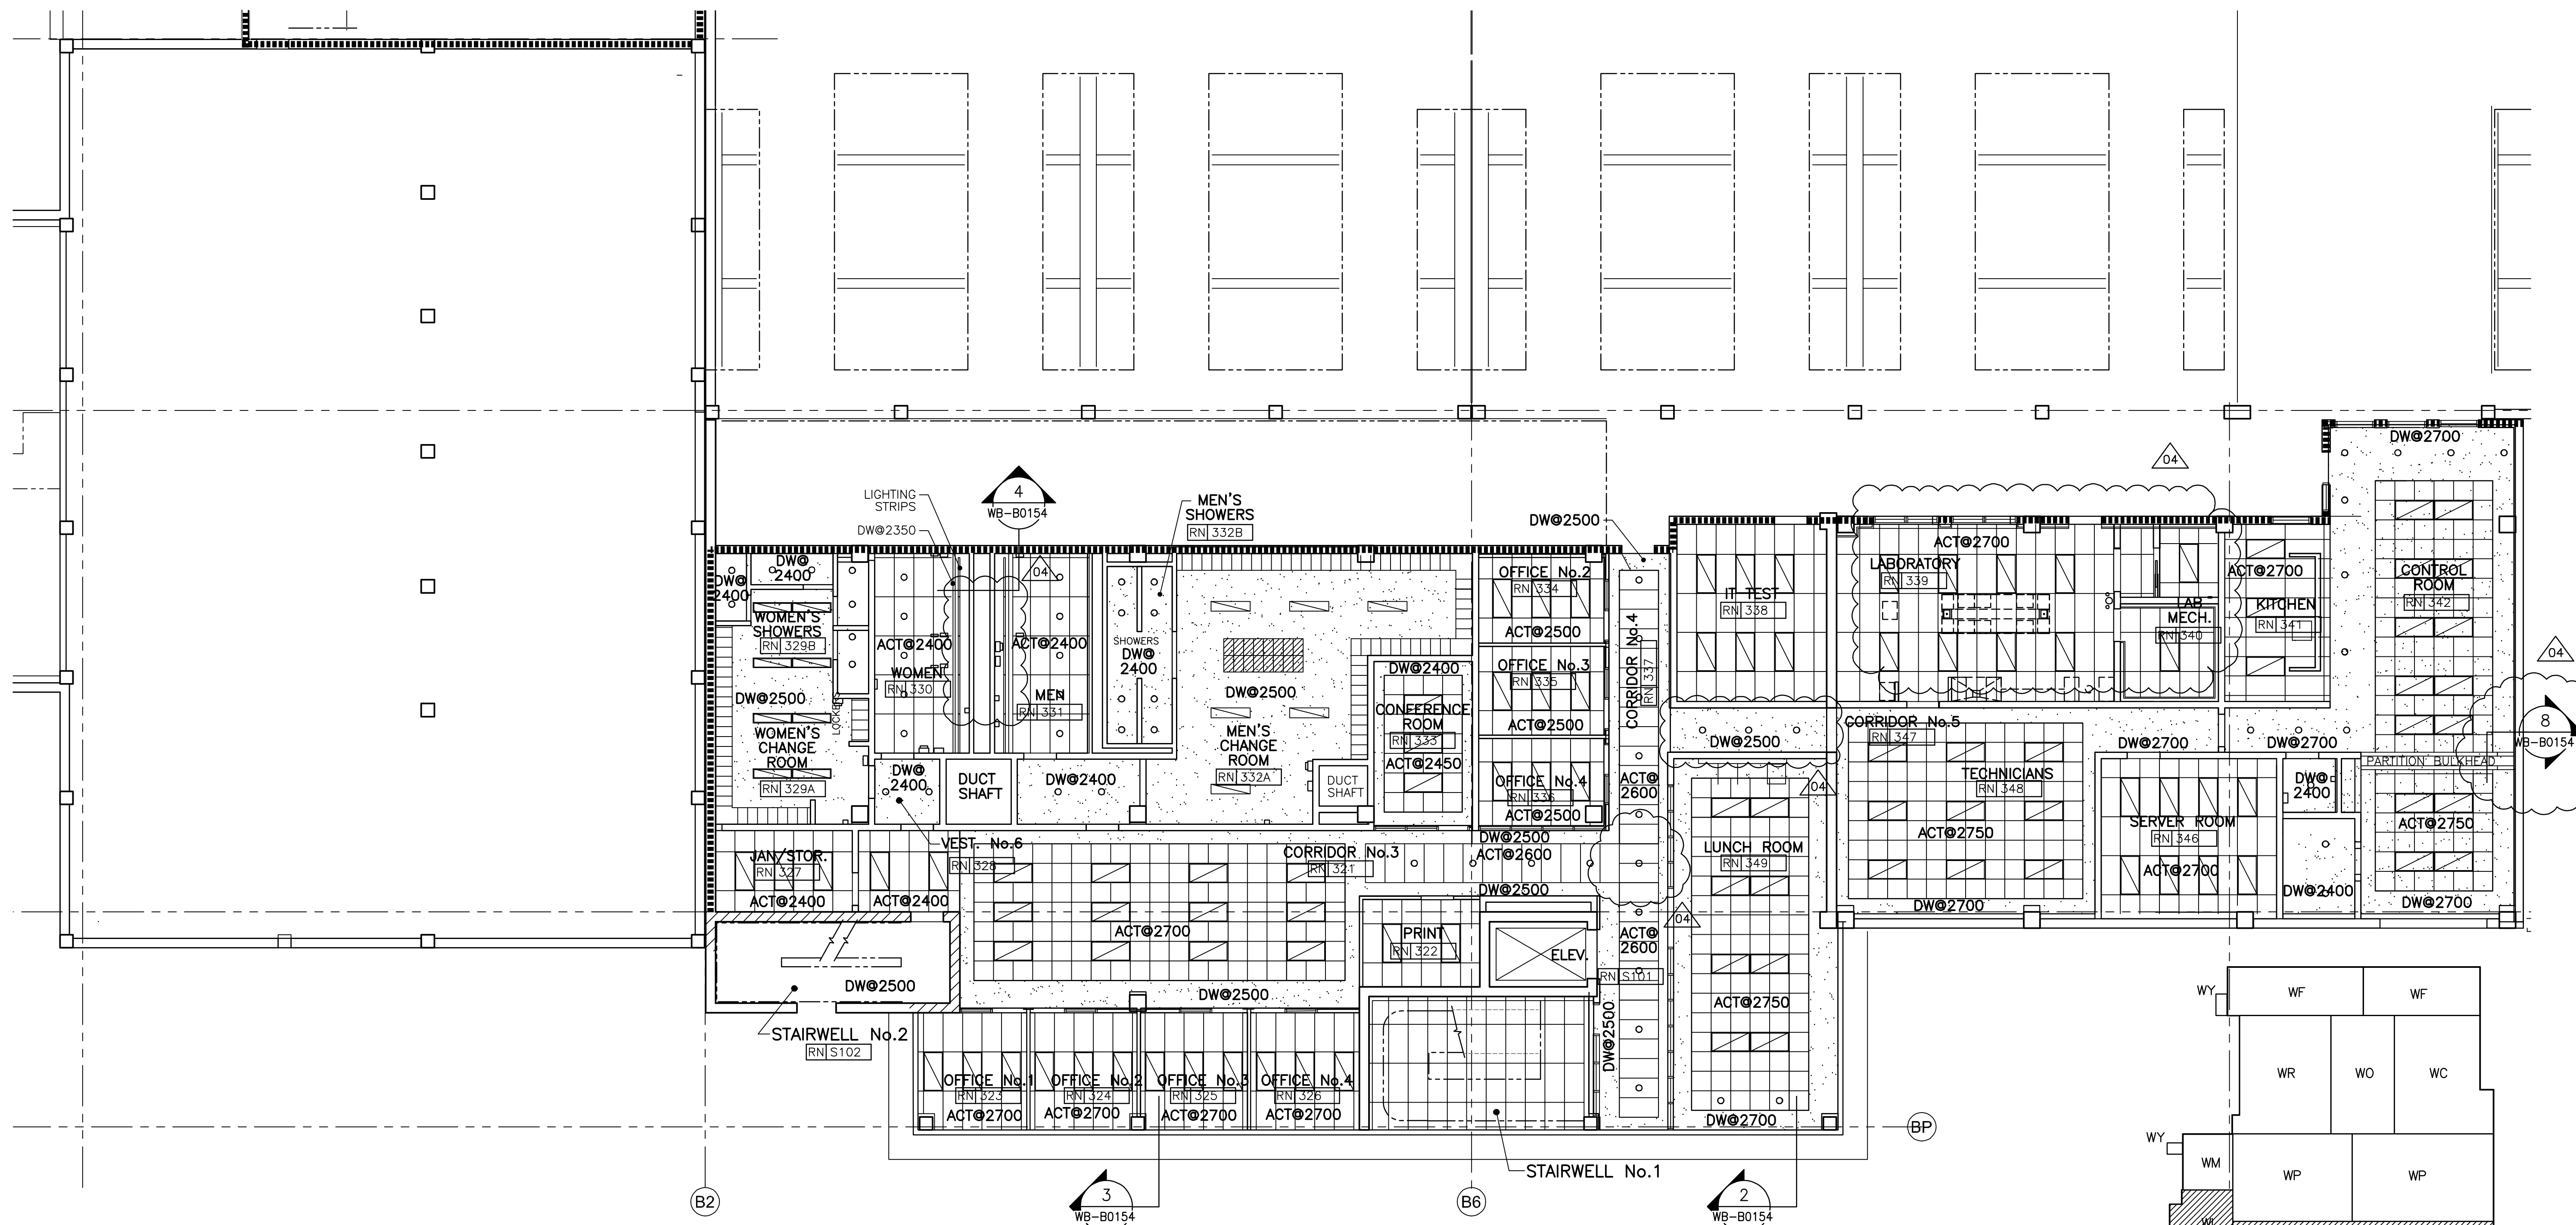 LIGHTING
STRIPS
DW@2350
4
WB-B0154
04
MEN'S
SHOWERS
RN 332B
DW@2500
04
DW@2700
DW@
2400
DW@
2400
WOMEN'S
SHOWERS
RN 329B
DW@2500
LOCKERS
WOMEN'S
CHANGE
ROOM
RN 329A
ACT@2400
WOMEN
RN 330
ACT@2400
MEN
RN 331
DW@
2400
DUCT
SHAFT
DW@2400
SHOWERS
DW@
2400
DW@2500
MEN'S
CHANGE
ROOM
RN 332A
DUCT
SHAFT
DW@2400
CONFERENCE
ROOM
RN 333
ACT@2450
OFFICE No.2
RN 334
ACT@2500
OFFICE No.3
RN 335
ACT@2500
OFFICE No.4
RN 336
ACT@2500
CORRIDOR No.4
RN 337
ACT@
2600
IT TEST
RN 338
DW@2500
ACT@2700
LABORATORY
RN 339
LAB
MECH.
RN 340
ACT@2700
KITCHEN
RN 341
CONTROL
ROOM
RN 342
04
8
WB-B0154
CORRIDOR No.5
RN 347
DW@2700
DW@2700
PARTITION BULKHEAD
TECHNICIANS
RN 348
ACT@2750
DW@2700
SERVER ROOM
RN 346
ACT@2700
DW@
2400
DW@2400
ACT@2750
DW@2700
04
JAN/STOR.
RN 327
ACT@2400
VEST. No.6
RN 328
ACT@2400
CORRIDOR No.3
RN 321
DW@2500
ACT@2600
DW@2500
ACT@2700
DW@2500
PRINT
RN 322
ELEV.
RN S101
ACT@
2600
DW@2500
04
LUNCH ROOM
RN 349
ACT@2750
DW@2700
DW@2500
STAIRWELL No.2
RN S102
OFFICE No.1
RN 323
ACT@2700
OFFICE No.2
RN 324
ACT@2700
OFFICE No.3
RN 325
ACT@2700
OFFICE No.4
RN 326
ACT@2700
STAIRWELL No.1
BP
B2
3
WB-B0154
B6
2
WB-B0154
WY
WF
WF
WR
WO
WC
WY
WM
WP
WP